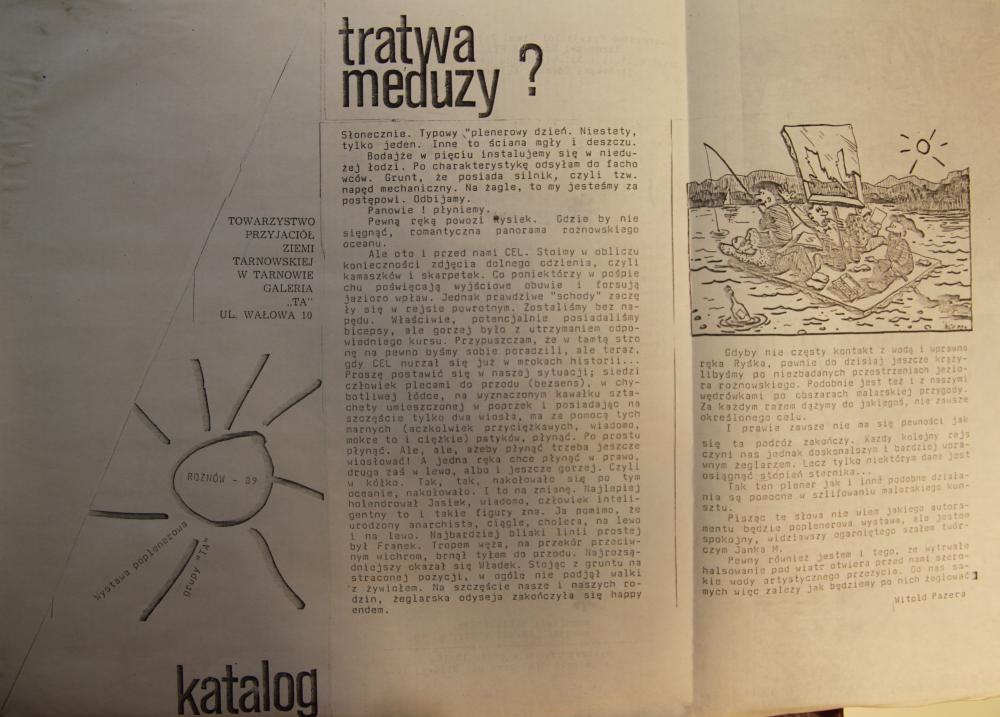 TOWARZYSTWO
PRZYJACIÓŁ
ZIEMI
TARNOWSKIEJ
W TARNOWIE
GALERIA
„TA"
UL. WAŁOWA 10
ROŻNÓW - 89
Wystawa poplenerowa
grupy "TA"
katalog
tratwa
meduzy ?
Słonecznie. Typowy "plenerowy dzień. Niestety,
tylko jeden. Inne to ściana mgły i deszczu.
Bodajże w pięciu instalujemy się w niedu-
żej łodzi. Po charakterystykę odsyłam do facho
wców. Grunt, że posiada silnik, czyli tzw.
napęd mechaniczny. Na żagle, to my jesteśmy za
postępowi. Odbijamy.
Panowie ! płyniemy.
Pewną ręką powozi Rysiek. Gdzie by nie
sięgnąć, romantyczna panorama rożnowskiego
oceanu.
Ale oto i przed nami CEL. Stoimy w obliczu
konieczności zdjęcia dolnego odzienia, czyli
kamaszków i skarpetek. Co poniektórzy w pośpie
chu poświęcają wyjściowe obuwie i forsują
jezioro wpław. Jednak prawdziwe "schody" zaczę
ły się w rejsie powrotnym. Zostaliśmy bez na-
pędu. Właściwie, potencjalnie posiadaliśmy
bicepsy, ale gorzej było z utrzymaniem odpo-
wiedniego kursu. Przypuszczam, że w tamtą stro
nę na pewno byśmy sobie poradzili, ale teraz,
gdy CEL nurzał się już w mrokach historii...
Proszę postawić się w naszej sytuacji; siedzi
człowiek plecami do przodu (bezsens), w chy-
botliwej łódce, na wyznaczonym kawałku szta-
chety umieszczonej w poprzek i posiadając na
szczęście tylko dwa wiosła, ma za pomocą tych
marnych (aczkolwiek przyciężkawych, wiadomo,
mokre to i ciężkie) patyków, płynąć. Po prostu
płynąć. Ale, ale, ażeby płynąć trzeba jeszcze
wiosłować! A jedna ręka chce płynąć w prawo,
druga zaś w lewo, albo i jeszcze gorzej. Czyli
w kółko. Tak, tak, nakołowało się po tym
oceanie, nakołowało. I to na zmianę. Najlepiej
holendrował Jasiek, wiadomo, człowiek inteli-
gentny to i takie figury zna. Ja pomimo, że
urodzony anarchista, ciągle, cholera, na lewo
i na lewo. Najbardziej bliski linii prostej
był Franek. Tropem węża, na przekór przeciw-
nym wichrom, brnął tyłem do przodu. Najrozsą-
dniejszy okazał się Władek. Stojąc z gruntu na
straconej pozycji, w ogóle nie podjął walki
z żywiołem. Na szczęście nasze i naszych ro-
dzin, żeglarska odyseja zakończyła się happy
endem.
Gdyby nie częsty kontakt z wodą i wprawna
ręka Ryśka, pewnie do dzisiaj jeszcze krąży-
libyśmy po niezbadanych przestrzeniach jezio-
ra rożnowskiego. Podobnie jest też i z naszymi
wędrówkami po obszarach malarskiej przygody.
Za każdym razem dążymy do jakiegoś, nie zawsze
określonego celu.
I prawie zawsze nie ma się pewności jak
się ta podróż zakończy. Każdy kolejny rejs
czyni nas jednak doskonalszym i bardziej wpra-
wnym żeglarzem. Lecz tylko niektórym dane jest
osiągnąć stopień sternika...
Tak ten plener jak i inne podobne działa-
nia są pomocne w szlifowaniu malarskiego kun-
sztu.
Pisząc te słowa nie wiem jakiego autora-
mentu będzie poplenerowa wystawa, ale jestem
spokojny, widziawszy ogarniętego szałem twór-
czym Janka M.
Pewny również jestem i tego, że wytrwałe
halsowanie pod wiatr otwiera przed nami szero-
kie wody artystycznego przeżycia. Od nas sa-
mych więc zależy jak będziemy po nich żeglować
Witold Pazera